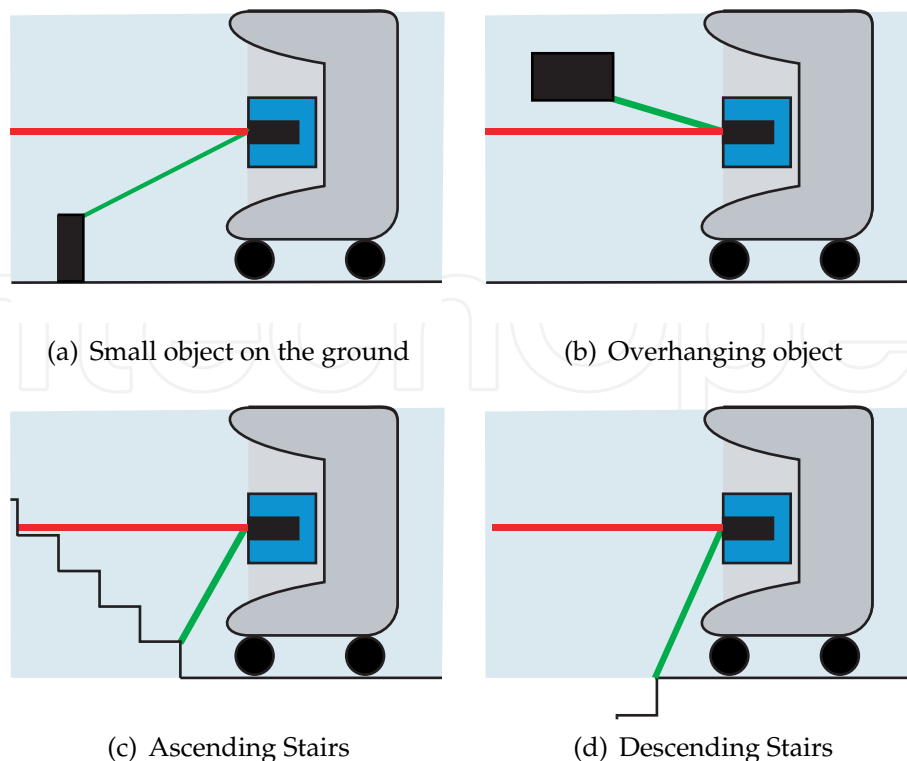 (a) Small object on the ground
(b) Overhanging object
(c) Ascending Stairs
(d) Descending Stairs